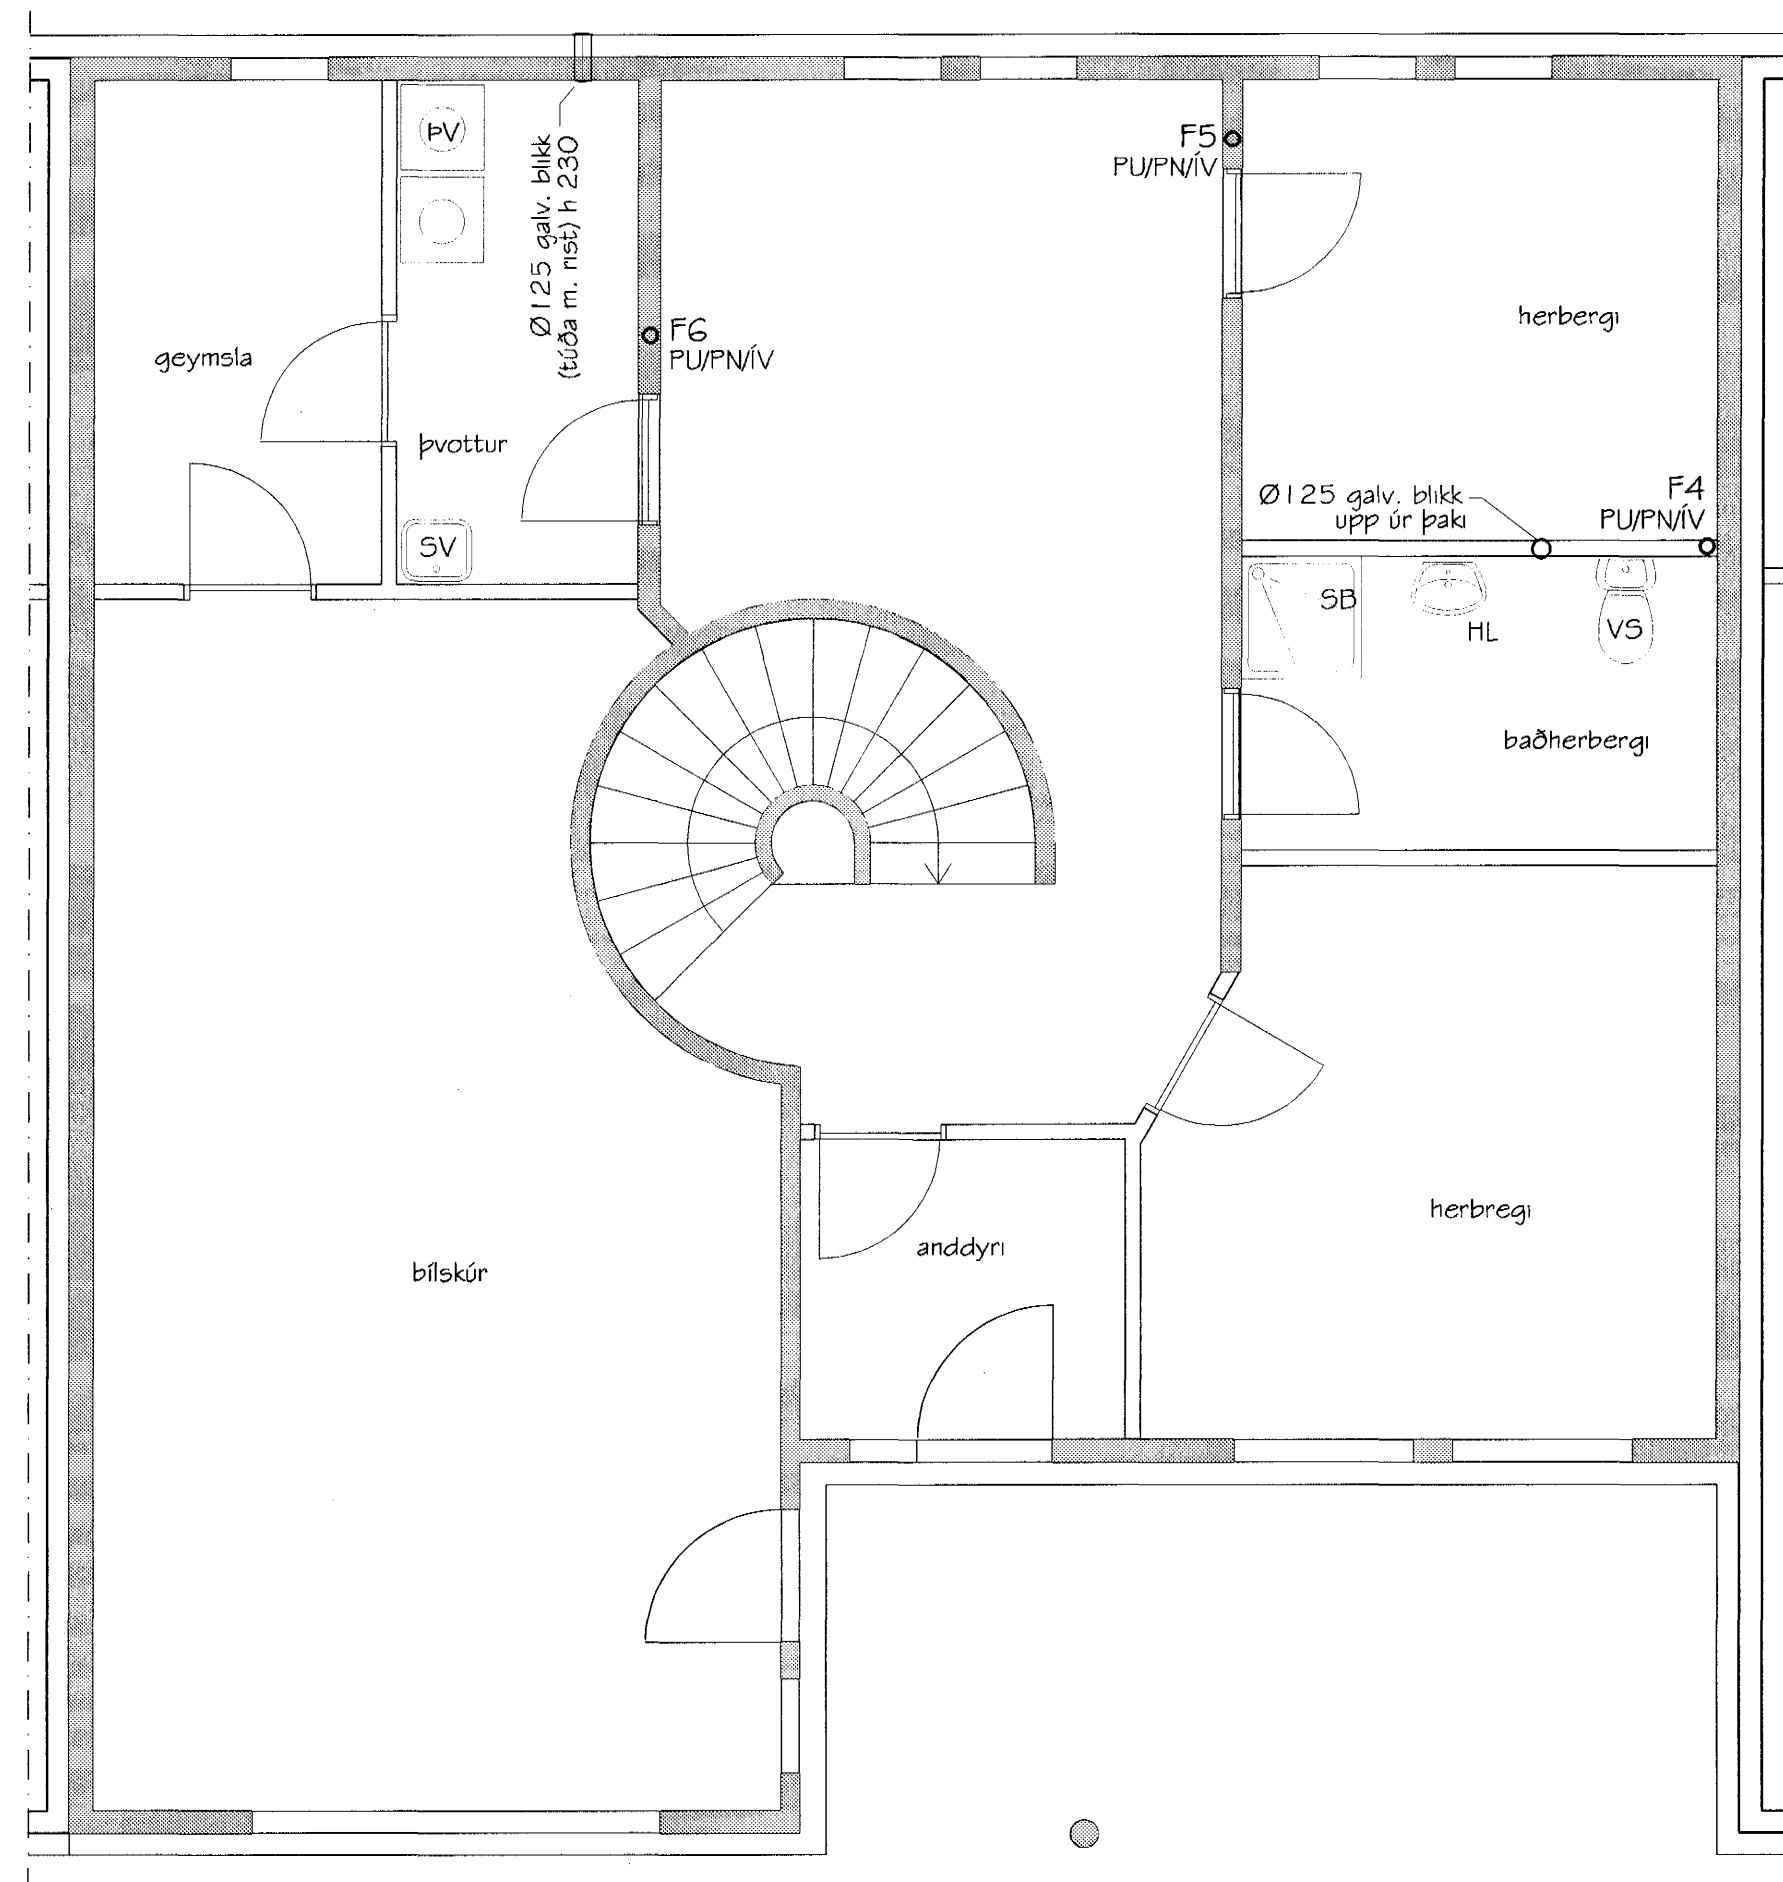 ÞV
Ø125 galv. blikk
(túða m. rist) h 230
F5
PU/PN/ÍV
herbergi
F6
PU/PN/ÍV
geymsla
þvottur
SV
Ø125 galv. blikk
upp úr þaki
F4
PU/PN/ÍV
SB
HL
VS
baðherbergi
herbregi
anddyri
bílskúr